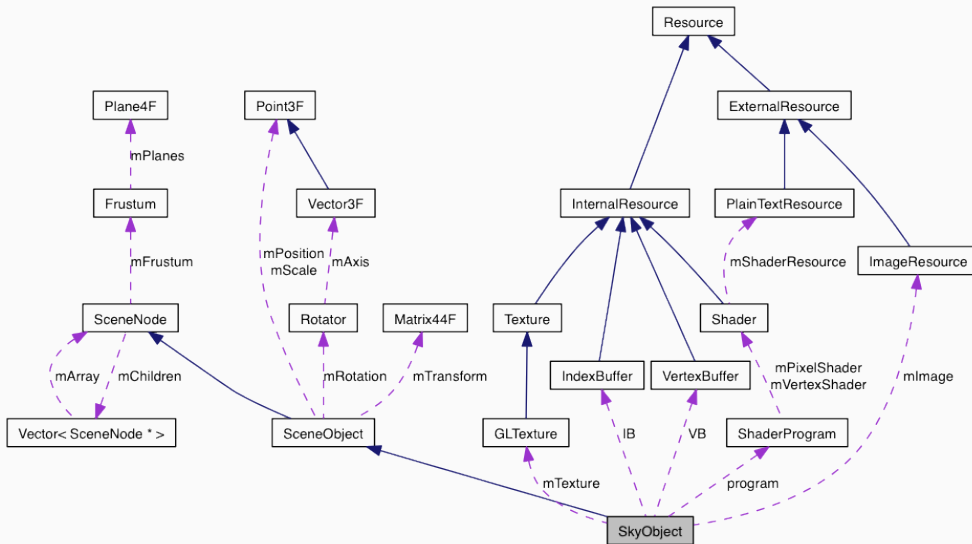 Resource
Plane4F
Point3F
ExternalResource
mPlanes
Frustum
Vector3F
InternalResource
PlainTextResource
mFrustum
mPosition
mScale
mAxis
mShaderResource
ImageResource
SceneNode
Rotator
Matrix44F
Texture
Shader
mArray
mChildren
mRotation
mTransform
IndexBuffer
VertexBuffer
mPixelShader
mVertexShader
mImage
Vector< SceneNode * >
SceneObject
GLTexture
IB
VB
ShaderProgram
mTexture
program
SkyObject